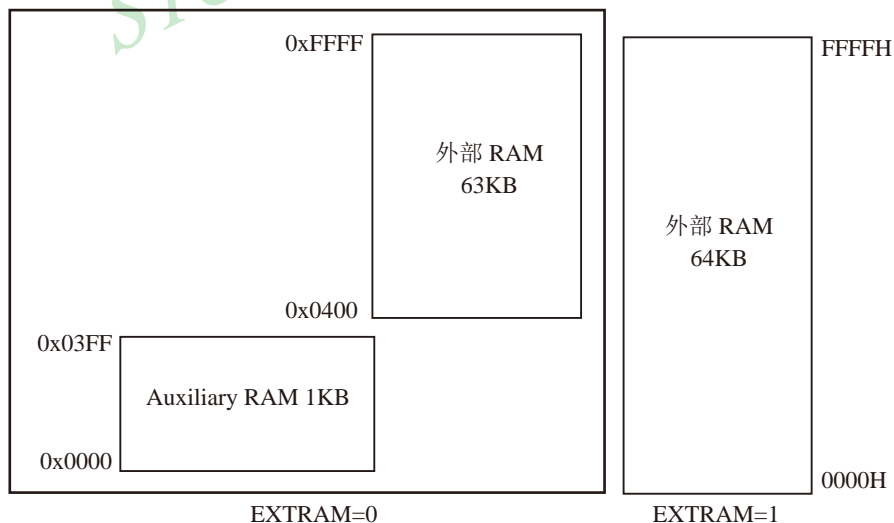 0xFFFF
外部 RAM
63KB
0x0400
0x03FF
Auxiliary RAM 1KB
0x0000
EXTRAM=0
FFFFH
外部 RAM
64KB
0000H
EXTRAM=1